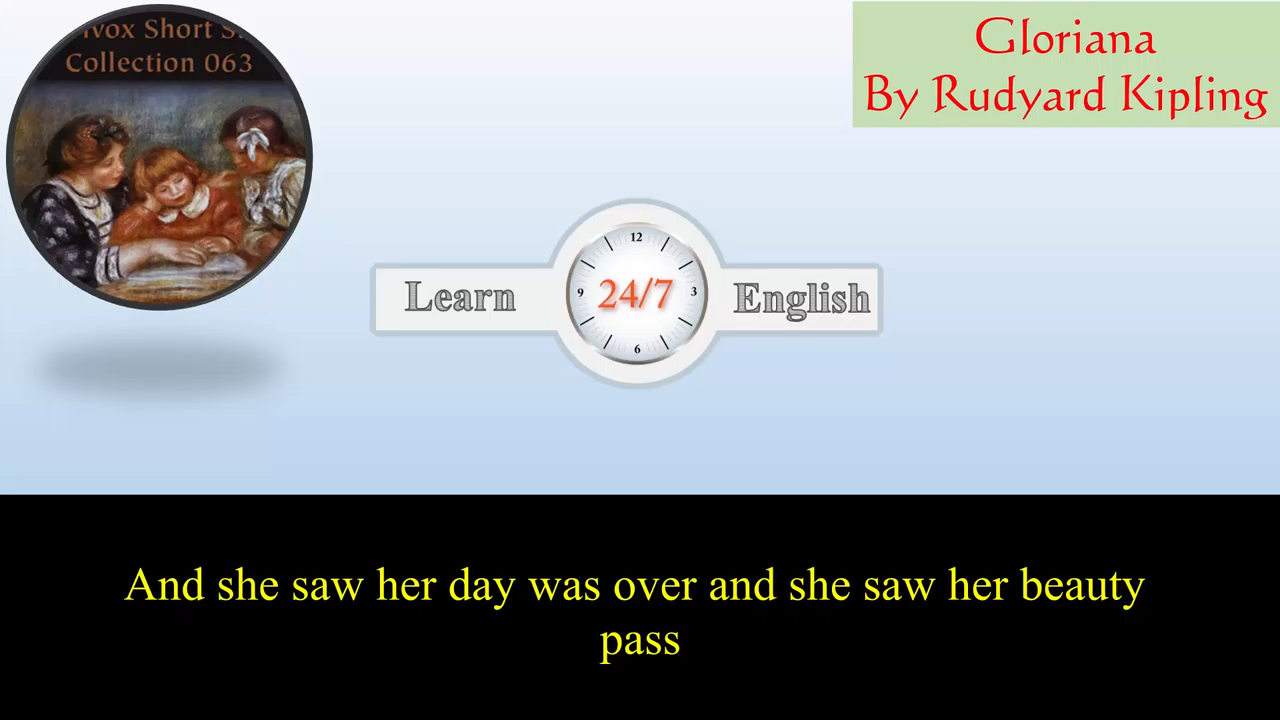 Short
Collection 063
Gloriana
By Rudyard Kipling
Learn 24/7 English
12
9
3
6
And she saw her day was over and she saw her beauty
pass